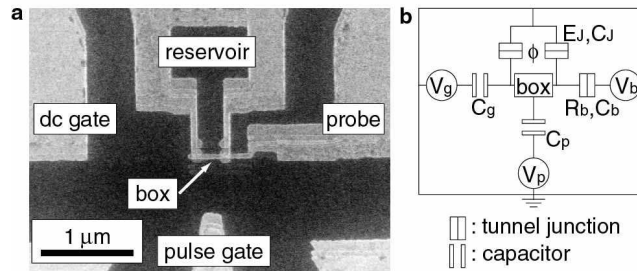 a
reservoir
dc gate
probe
box
1 μm
pulse gate
b
E_J,C_J
ϕ
V_g
box
V_b
C_g
R_b,C_b
C_p
V_p
: tunnel junction
: capacitor